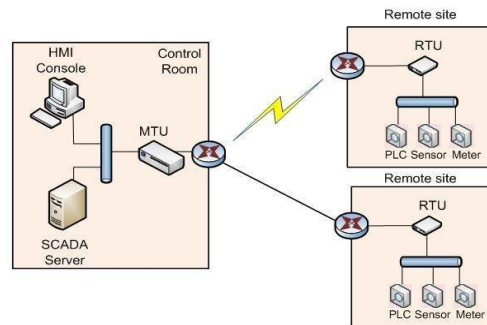 HMI
Console
Control
Room
MTU
SCADA
Server
Remote site
RTU
PLC Sensor Meter
Remote site
RTU
PLC Sensor Meter